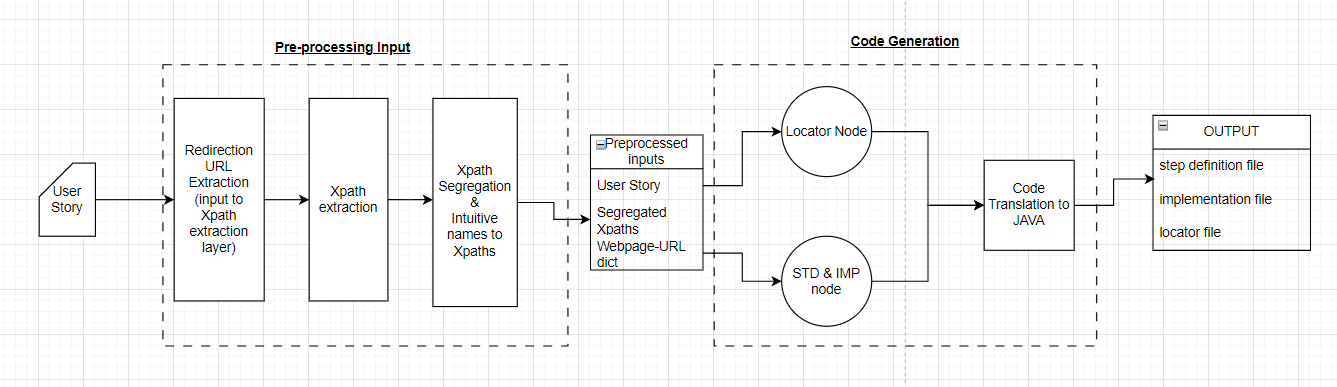 Pre-processing Input
Code Generation
User
Story
Redirection
URL
Extraction
(input to
Xpath
extraction
layer)
Xpath
extraction
Xpath
Segregation
&
Intuitive
names to
Xpaths
Preprocessed
inputs
User Story
Segregated
Xpaths
Webpage-URL
dict
Locator Node
STD & IMP
node
Code
Translation to
JAVA
OUTPUT
step definition file
implementation file
locator file